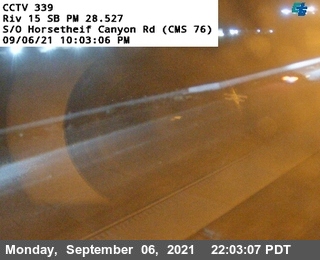 CCTV 339
Riv 15 SB PM 28.527
S/O Horsetheif Canyon Rd (CMS 76)
09/06/21 10:03:06 PM
Monday, September 06, 2021 22:03:07 PDT